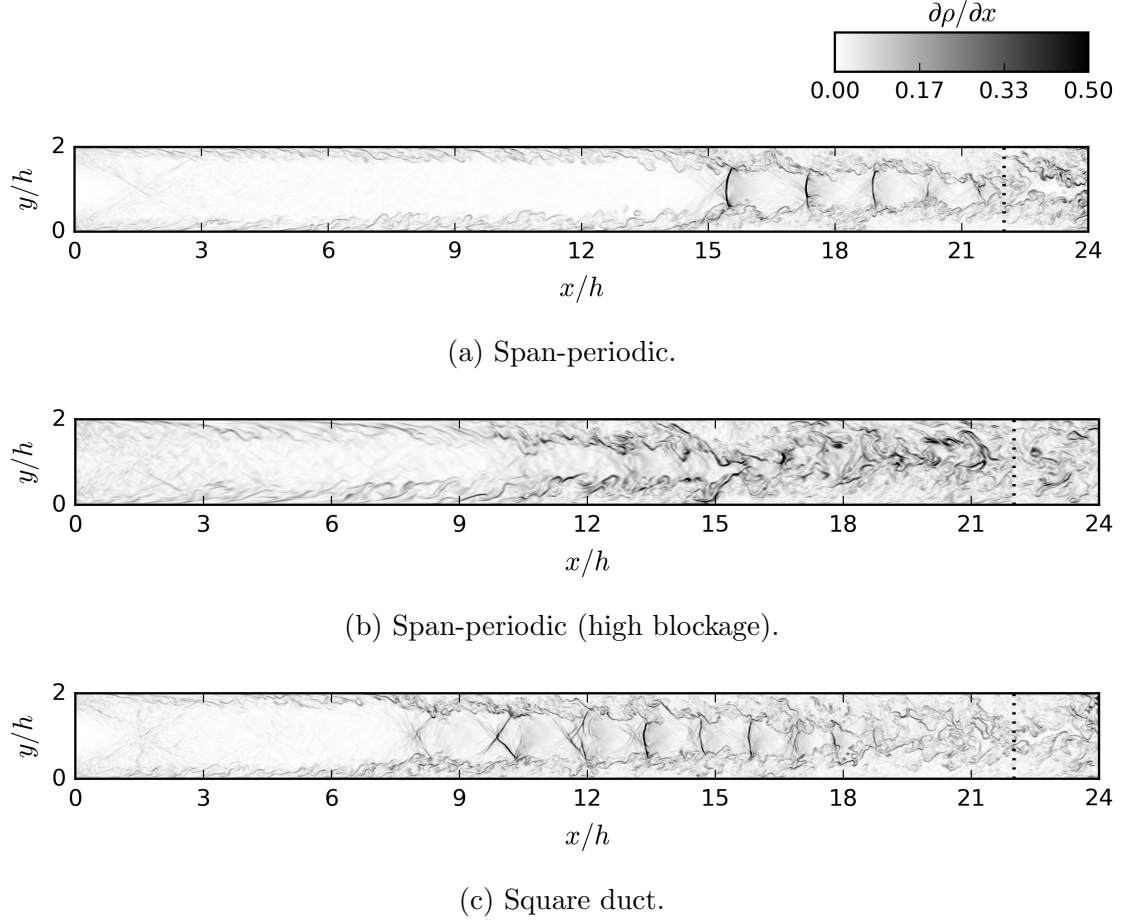 ∂ρ/∂x
0.00 0.17 0.33 0.50
2
y/h
0
0 3 6 9 12 15 18 21 24
x/h
(a) Span-periodic.
2
y/h
0
0 3 6 9 12 15 18 21 24
x/h
(b) Span-periodic (high blockage).
2
y/h
0
0 3 6 9 12 15 18 21 24
x/h
(c) Square duct.